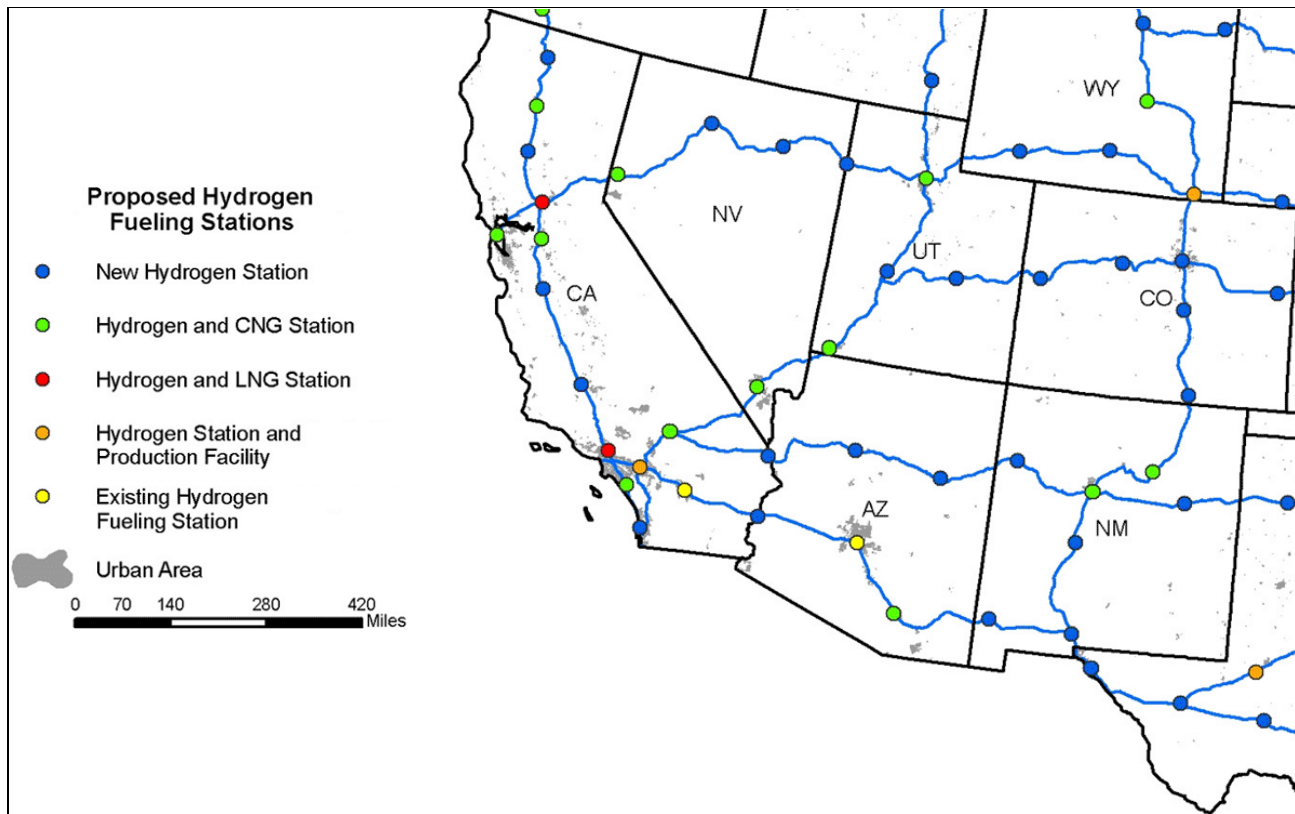 Proposed Hydrogen
Fueling Stations
New Hydrogen Station
Hydrogen and CNG Station
Hydrogen and LNG Station
Hydrogen Station and
Production Facility
Existing Hydrogen
Fueling Station
Urban Area
0 70 140 280 420
Miles
WY
NV
UT
CA
CO
AZ
NM